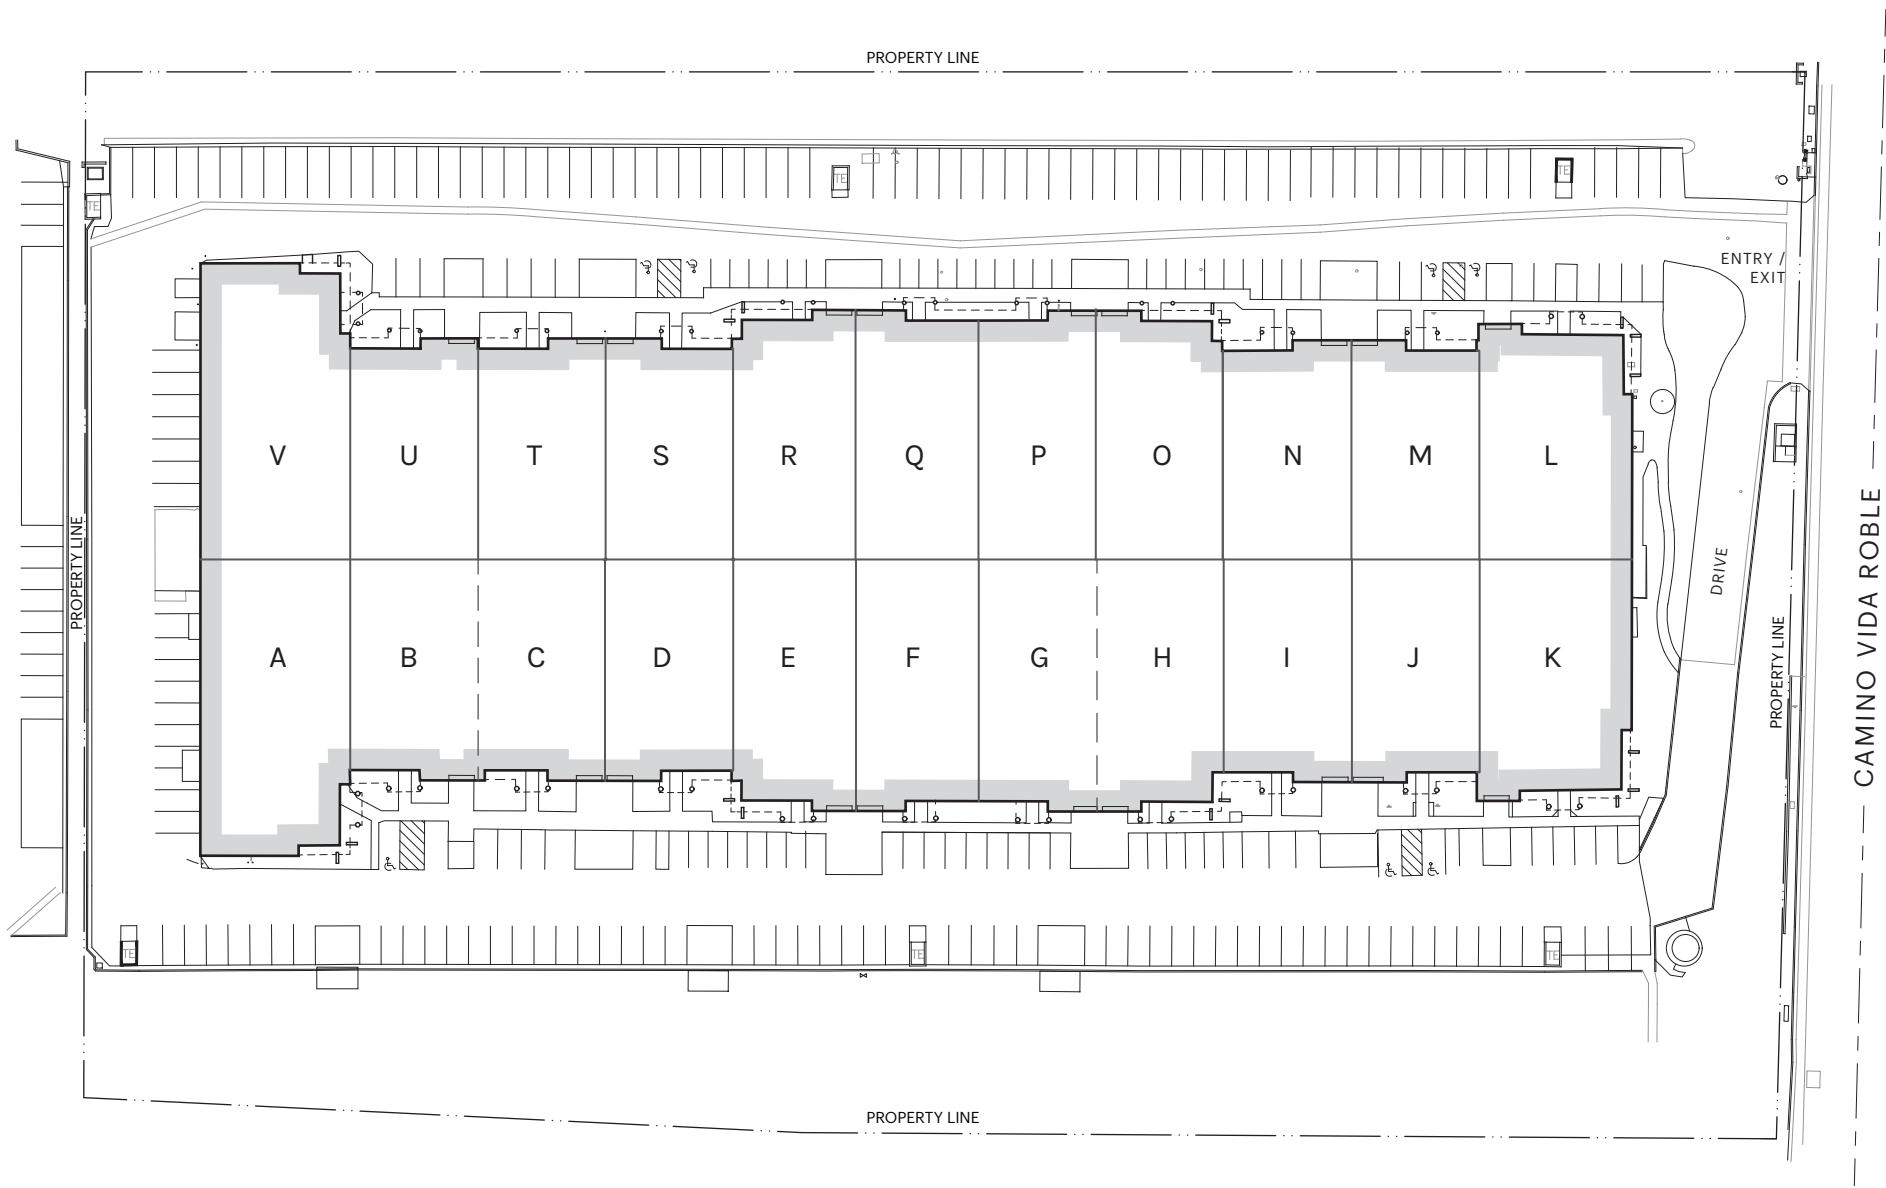 PROPERTY LINE
TE
TE
TE
ENTRY /
EXIT
V U T S R Q P O N M L
PROPERTY LINE
DRIVE
CAMINO VIDA ROBLE
PROPERTY LINE
A B C D E F G H I J K
TE
TE
TE
PROPERTY LINE